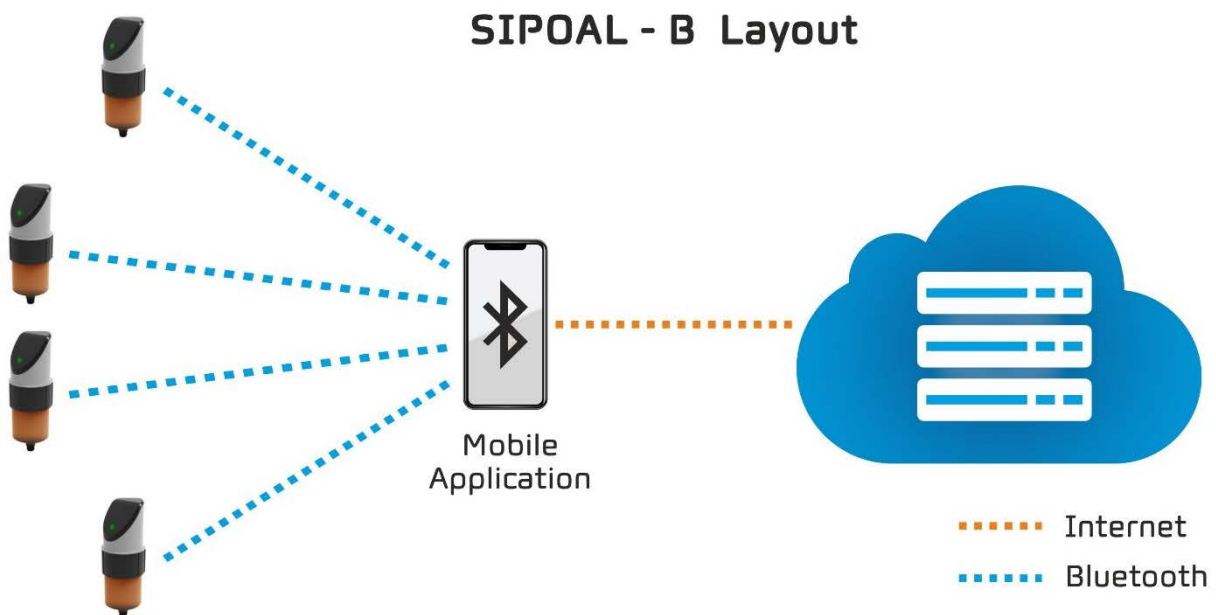 SIPOAL - B Layout
Mobile
Application
Internet
Bluetooth